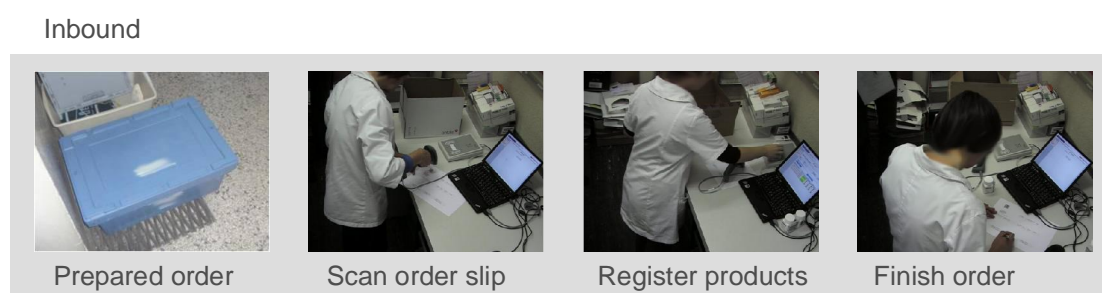 Inbound
Prepared order
Scan order slip
Register products
Finish order